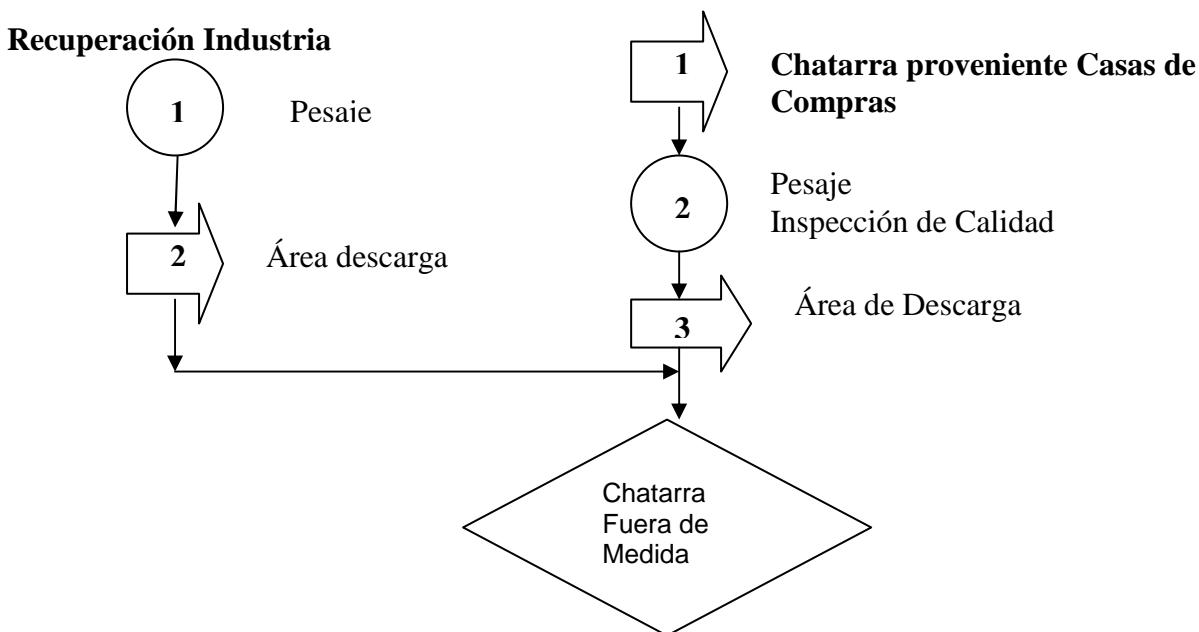 Recuperación Industria
1
Pesaje
2
Área descarga
1
Chatarra proveniente Casas de
Compras
2
Pesaje
Inspección de Calidad
3
Área de Descarga
Chatarra
Fuera de
Medida